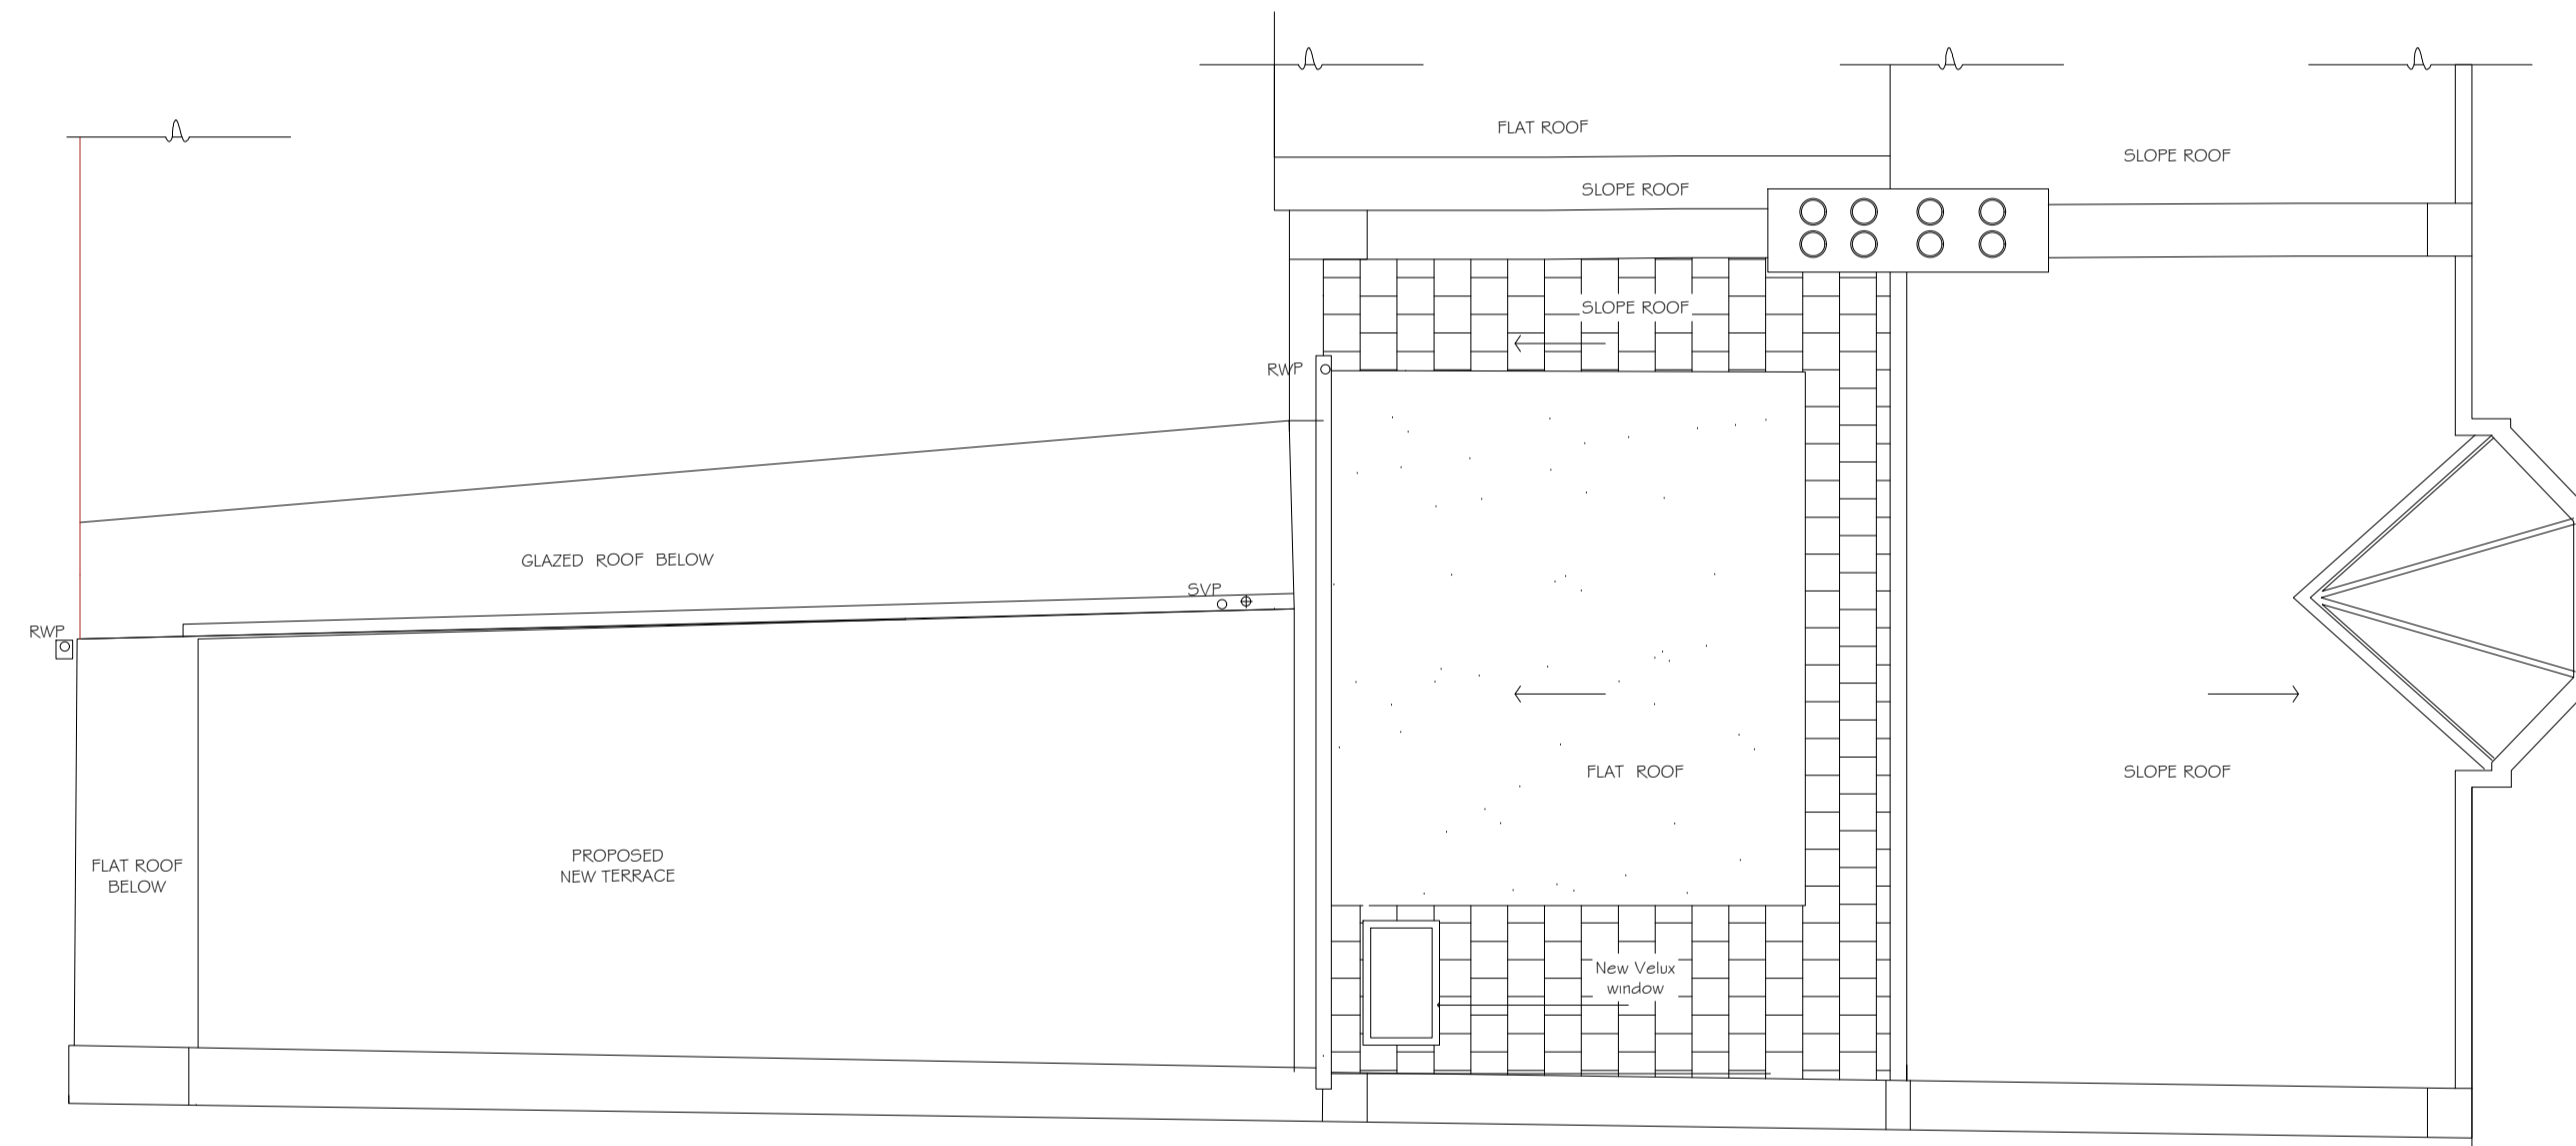 FLAT ROOF
SLOPE ROOF
SLOPE ROOF
SLOPE ROOF
RWP
GLAZED ROOF BELOW
SVP
RWP
FLAT ROOF
SLOPE ROOF
PROPOSED
NEW TERRACE
FLAT ROOF
BELOW
New Velux
window